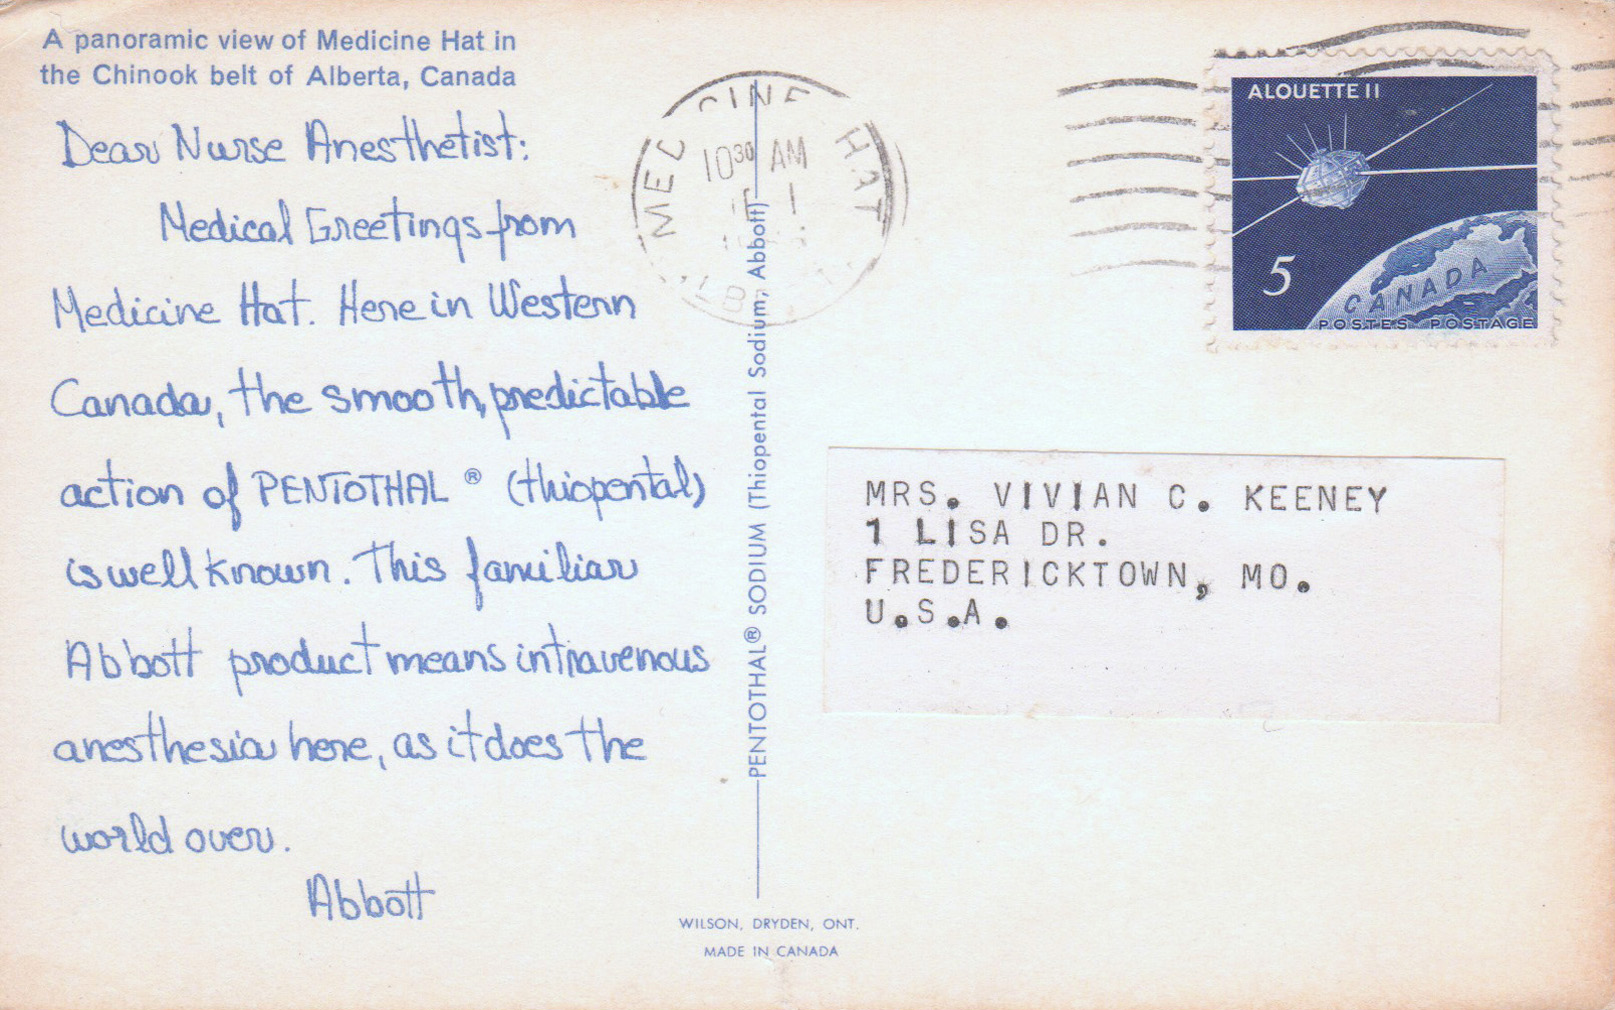 A panoramic view of Medicine Hat in
the Chinook belt of Alberta, Canada
Dear Nurse Anesthetist:
Medical Greetings from
Medicine Hat. Here in Western
Canada, the smooth, predictable
action of PENTOTHAL® (thiopental)
is well known. This familiar
Abbott product means intravenous
anesthesia here, as it does the
world over.
Abbott
PENTOTHAL® SODIUM (Thiopental Sodium, Abbott)
WILSON, DRYDEN, ONT.
MADE IN CANADA
MEDICINE HAT
10 30 AM
ALOUETTE II
5
CANADA
POSTES POSTAGE
MRS. VIVIAN C. KEENEY
1 LISA DR.
FREDERICKTOWN, MO.
U.S.A.